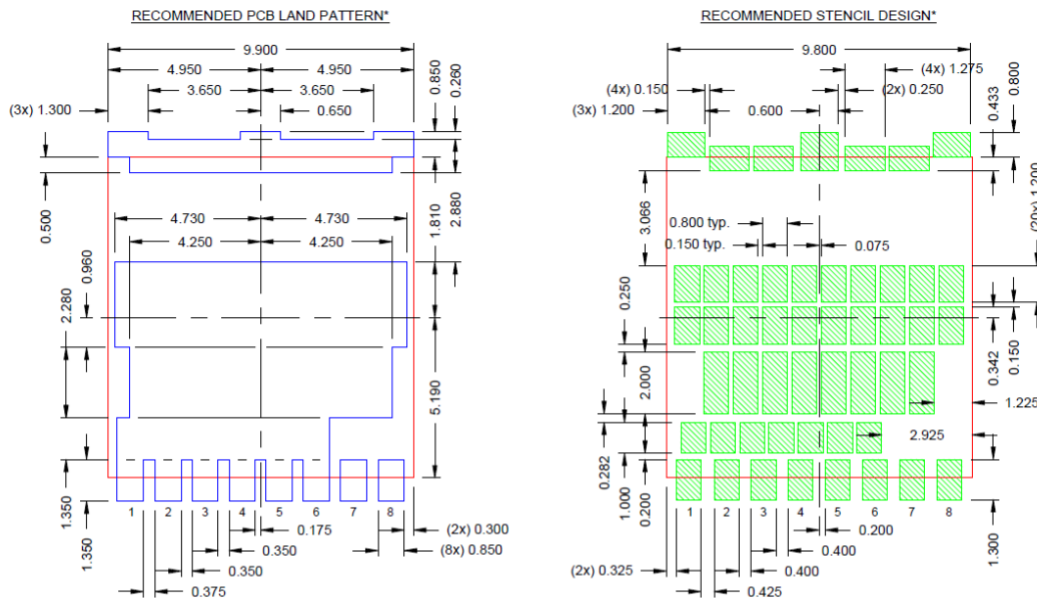 RECOMMENDED PCB LAND PATTERN*
9.900
4.950 4.950
3.650 3.650
(3x) 1.300 0.650
0.850
0.260
0.500
4.730 4.730
4.250 4.250
1.810
2.880
0.960
2.280
5.190
1.350
1.350
1 2 3 4 5 6 7 8
0.175 (2x) 0.300
0.350 (8x) 0.850
0.350
0.375
RECOMMENDED STENCIL DESIGN*
9.800
(4x) 1.275
(4x) 0.150 (2x) 0.250
(3x) 1.200 0.600
0.433
0.800
3.066
(20x) 1.200
0.800 typ.
0.150 typ. 0.075
0.250
2.000
0.342
0.150
1.225
2.925
0.282
1.000
0.200
1 2 3 4 5 6 7 8
0.200
1.300
0.400
(2x) 0.325 0.400
0.425